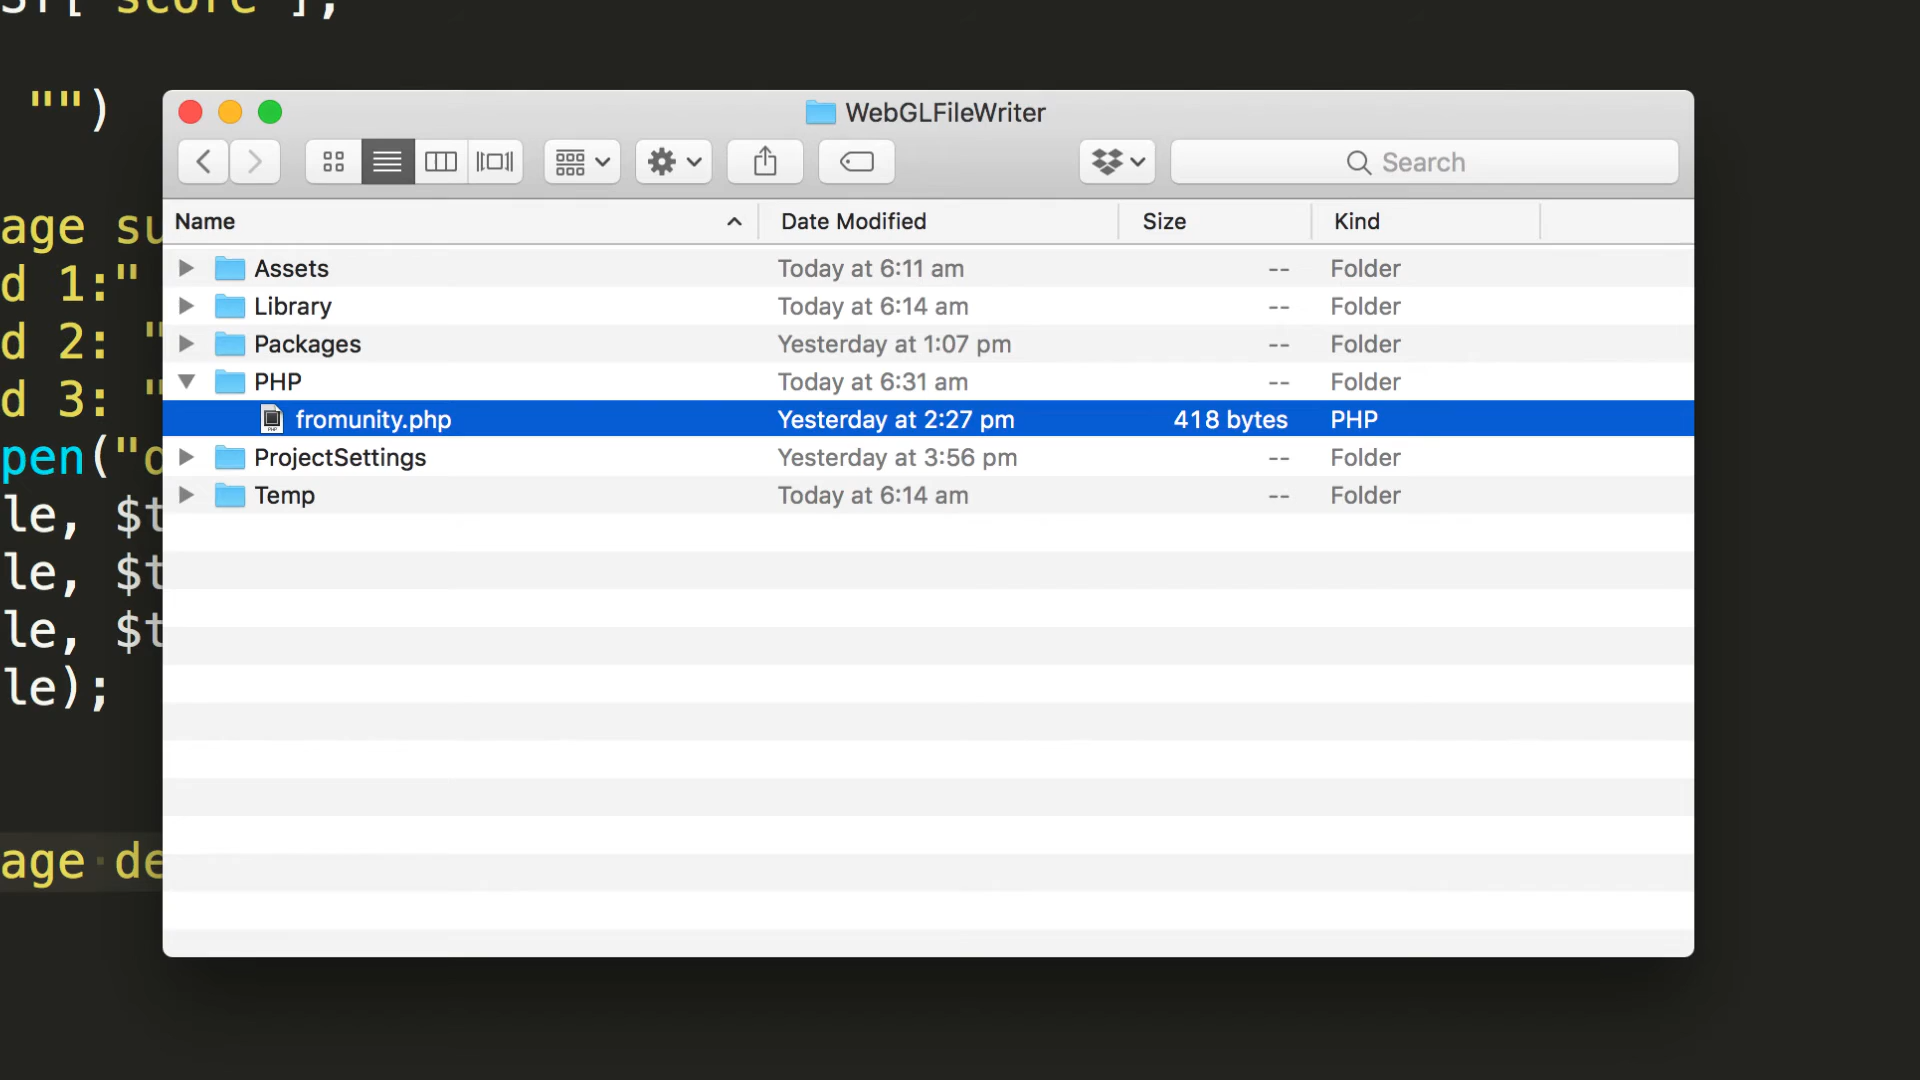 "score"];
"")
WebGLFileWriter
Search
Name Date Modified Size Kind
Assets Today at 6:11 am -- Folder
Library Today at 6:14 am -- Folder
Packages Yesterday at 1:07 pm -- Folder
PHP Today at 6:31 am -- Folder
fromunity.php Yesterday at 2:27 pm 418 bytes PHP
ProjectSettings Yesterday at 3:56 pm -- Folder
Temp Today at 6:14 am -- Folder
age su
d 1:"
d 2: "
d 3: "
pen("
le, $t
le, $t
le, $t
le);
age de